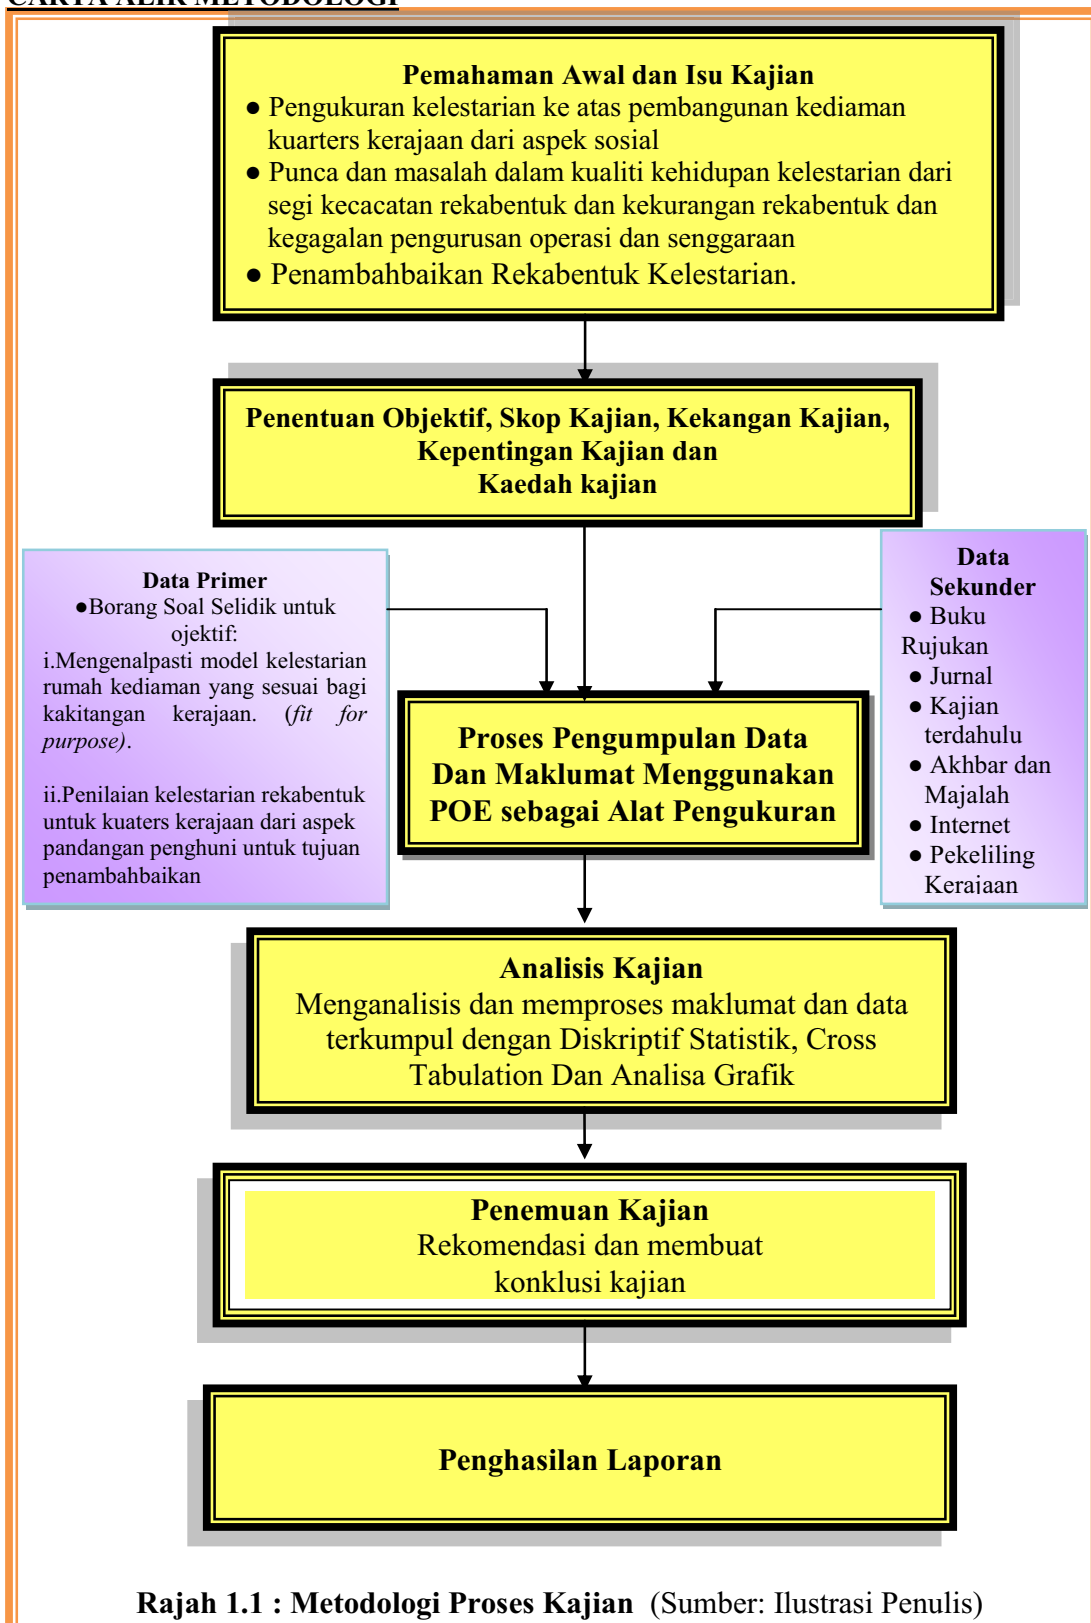 CARTA ALIR METODOLOGI
Pemahaman Awal dan Isu Kajian
● Pengukuran kelestarian ke atas pembangunan kediaman
kuarters kerajaan dari aspek sosial
● Punca dan masalah dalam kualiti kehidupan kelestarian dari
segi kecacatan rekabentuk dan kekurangan rekabentuk dan
kegagalan pengurusan operasi dan senggaraan
● Penambahbaikan Rekabentuk Kelestarian.
Penentuan Objektif, Skop Kajian, Kekangan Kajian,
Kepentingan Kajian dan
Kaedah kajian
Data Primer
●Borang Soal Selidik untuk
ojektif:
i.Mengenalpasti model kelestarian
rumah kediaman yang sesuai bagi
kakitangan kerajaan. (fit for
purpose).
ii.Penilaian kelestarian rekabentuk
untuk kuaters kerajaan dari aspek
pandangan penghuni untuk tujuan
penambahbaikan
Data
Sekunder
● Buku
Rujukan
● Jurnal
● Kajian
terdahulu
● Akhbar dan
Majalah
● Internet
● Pekeliling
Kerajaan
Proses Pengumpulan Data
Dan Maklumat Menggunakan
POE sebagai Alat Pengukuran
Analisis Kajian
Menganalisis dan memproses maklumat dan data
terkumpul dengan Diskriptif Statistik, Cross
Tabulation Dan Analisa Grafik
Penemuan Kajian
Rekomendasi dan membuat
konklusi kajian
Penghasilan Laporan
Rajah 1.1 : Metodologi Proses Kajian (Sumber: Ilustrasi Penulis)